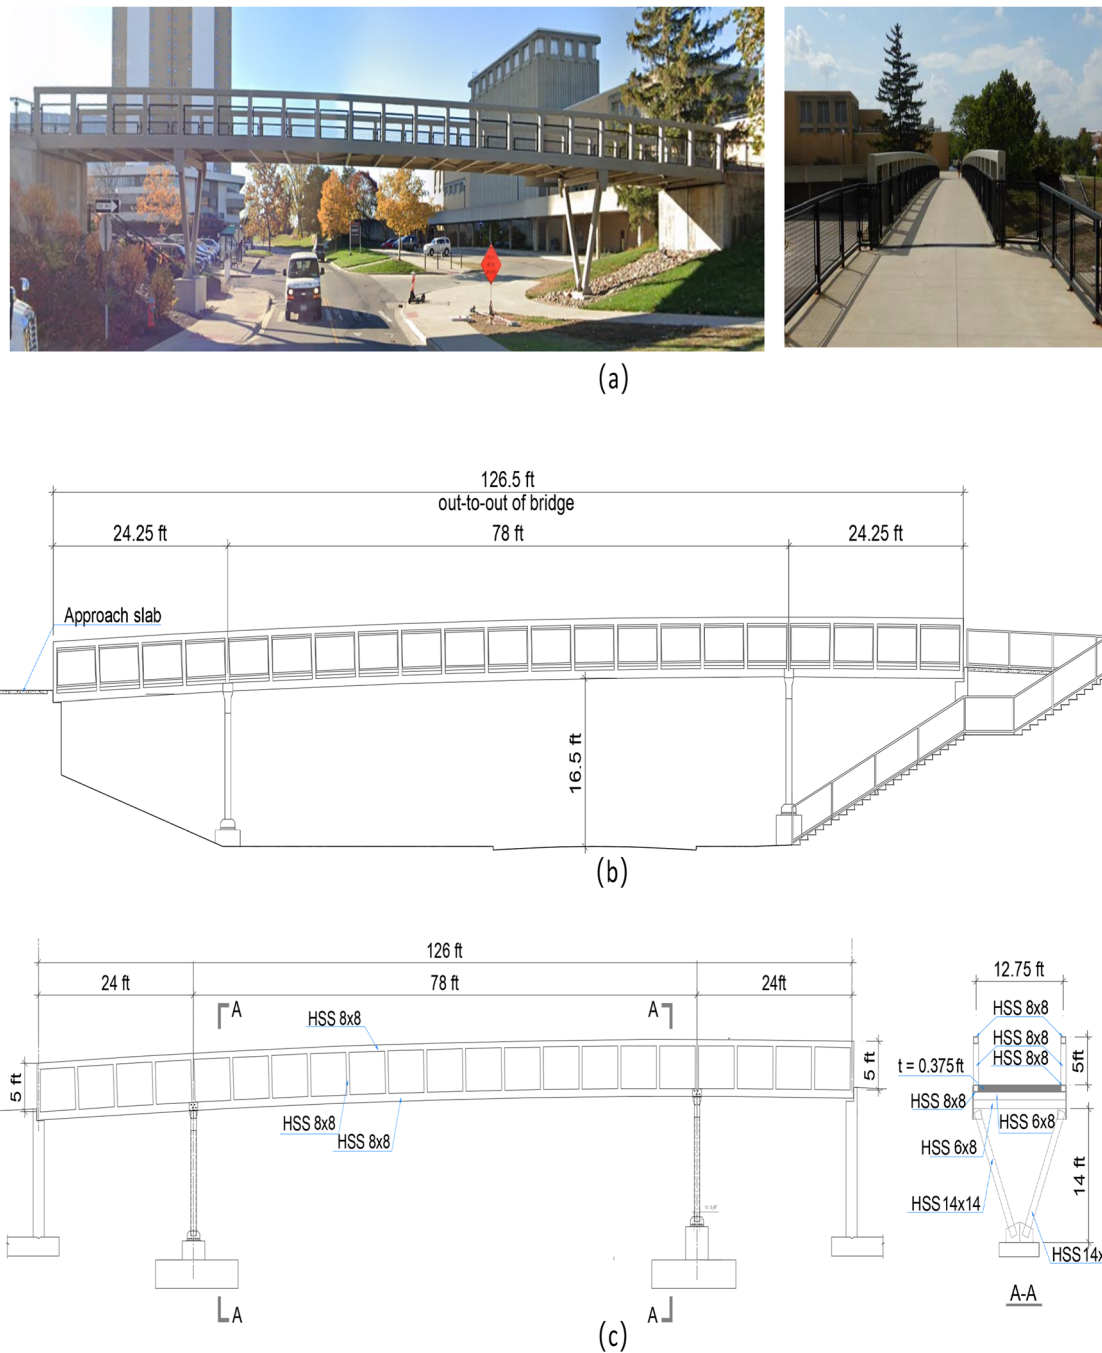 (a)
126.5 ft
out-to-out of bridge
24.25 ft
78 ft
24.25 ft
Approach slab
16.5 ft
(b)
126 ft
24 ft
78 ft
24ft
A
A
HSS 8x8
5 ft
5 ft
HSS 8x8
HSS 8x8
A
A
12.75 ft
HSS 8x8
HSS 8x8
HSS 8x8
t = 0.375ft
5ft
HSS 8x8
HSS 6x8
HSS 6x8
14 ft
HSS 14x14
HSS 14x
A-A
(c)